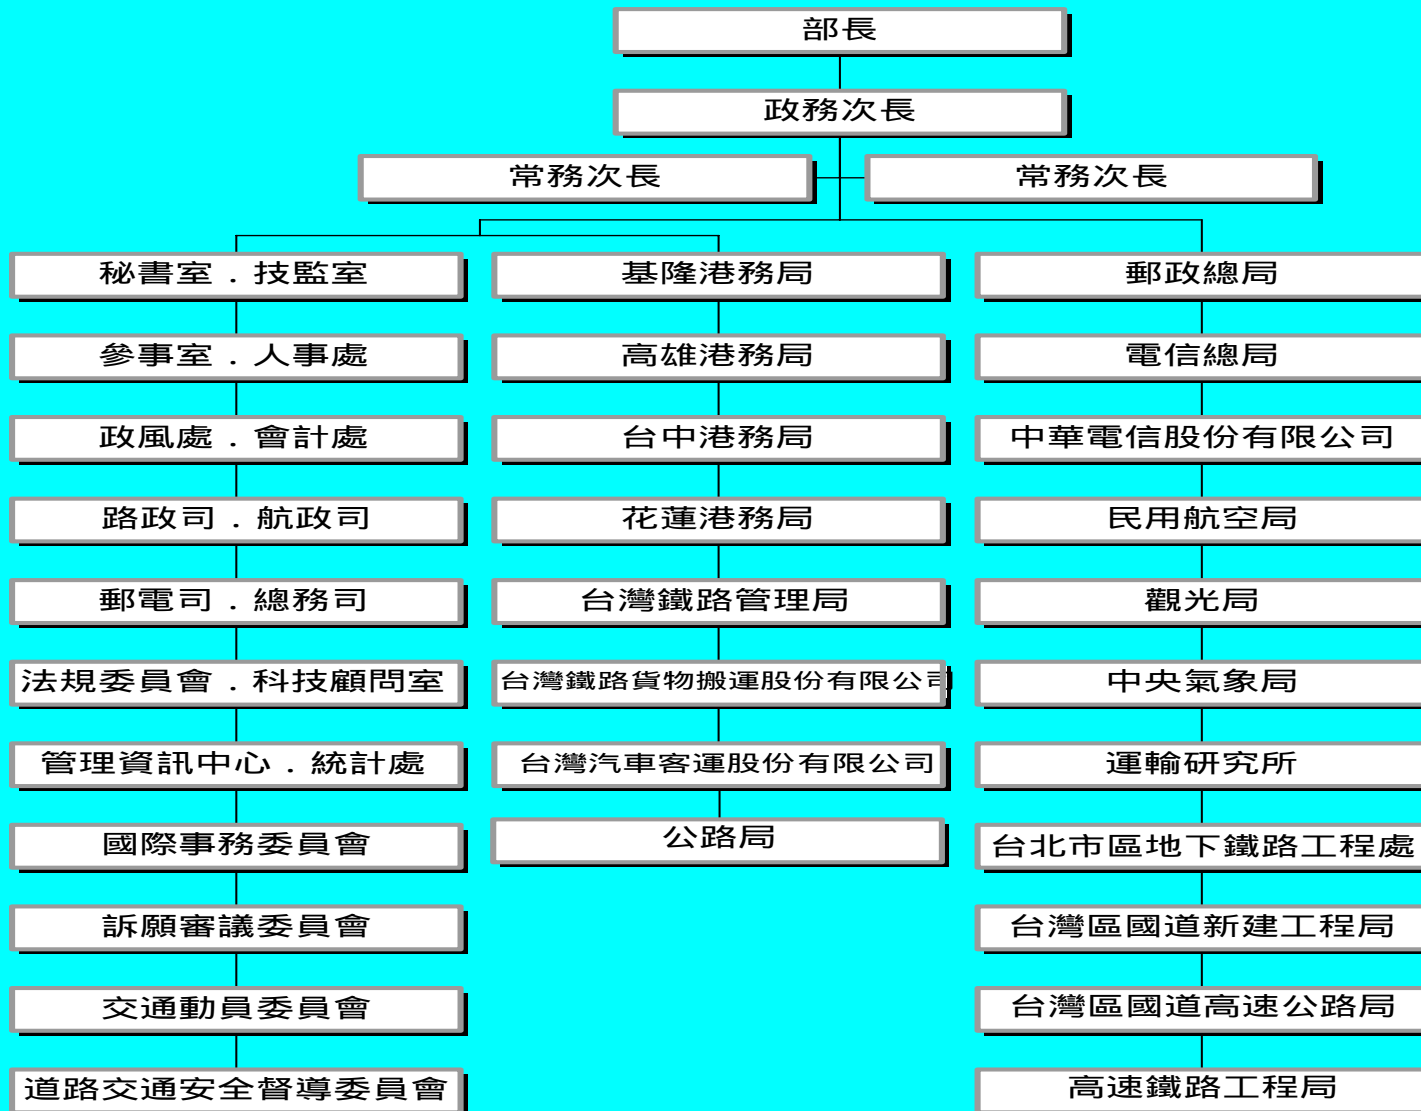 部長
政務次長
常務次長
常務次長
秘書室．技監室
參事室．人事處
政風處．會計處
路政司．航政司
郵電司．總務司
法規委員會．科技顧問室
管理資訊中心．統計處
國際事務委員會
訴願審議委員會
交通動員委員會
道路交通安全督導委員會
基隆港務局
高雄港務局
台中港務局
花蓮港務局
台灣鐵路管理局
台灣鐵路貨物搬運股份有限公司
台灣汽車客運股份有限公司
公路局
郵政總局
電信總局
中華電信股份有限公司
民用航空局
觀光局
中央氣象局
運輸研究所
台北市區地下鐵路工程處
台灣區國道新建工程局
台灣區國道高速公路局
高速鐵路工程局